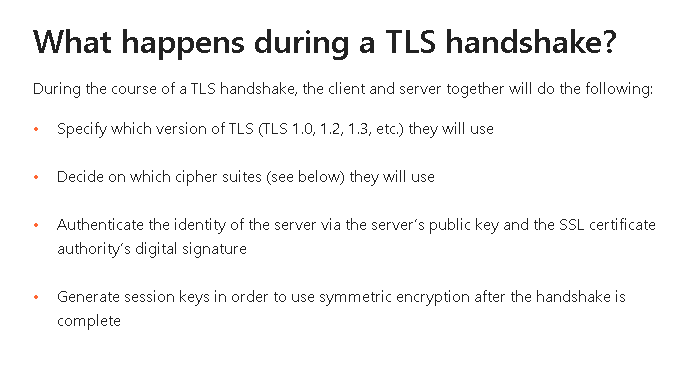 What happens during a TLS handshake?
During the course of a TLS handshake, the client and server together will do the following:
• Specify which version of TLS (TLS 1.0, 1.2, 1.3, etc.) they will use
• Decide on which cipher suites (see below) they will use
• Authenticate the identity of the server via the server’s public key and the SSL certificate
authority’s digital signature
• Generate session keys in order to use symmetric encryption after the handshake is
complete